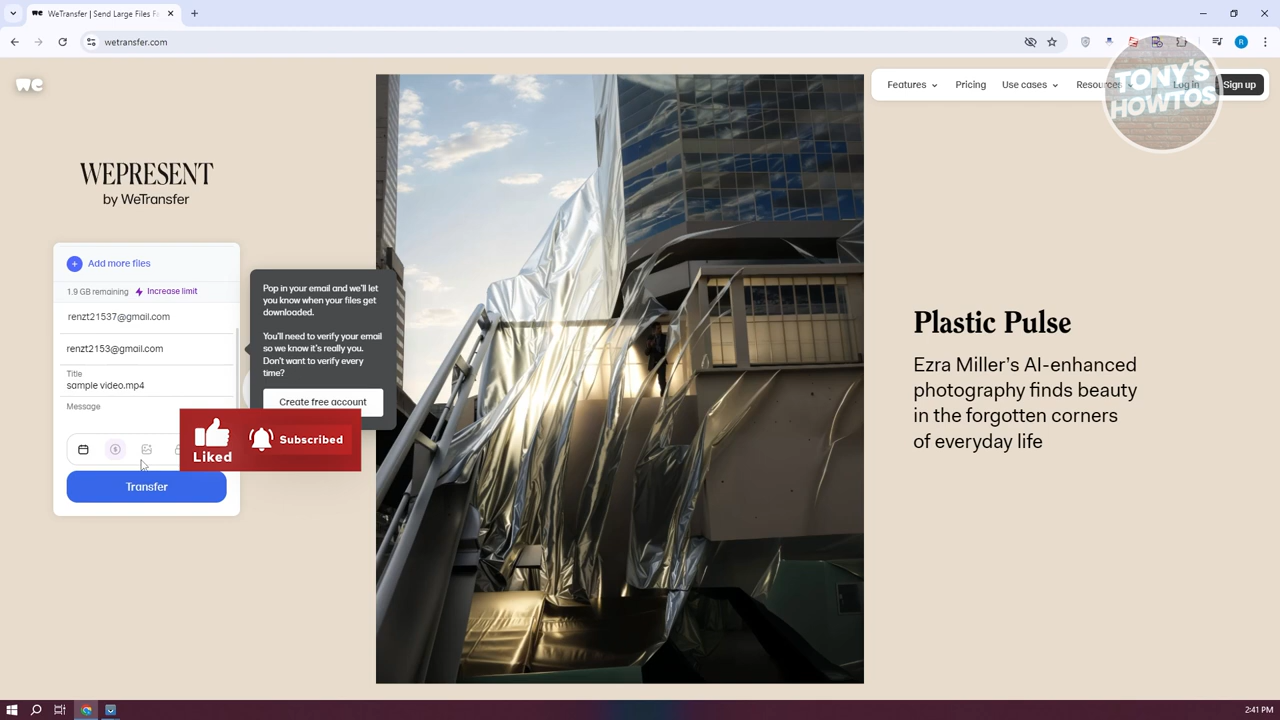 WeTransfer | Send Large Files F
wetransfer.com
we
Features
Pricing
Use cases
Resources
Log in
Sign up
TONY'S
HOWTOS
WEPRESENT
by WeTransfer
Add more files
1.9 GB remaining
Increase limit
renzt21537@gmail.com
renzt2153@gmail.com
Title
sample video.mp4
Message
Transfer
Pop in your email and we'll let
you know when your files get
downloaded.
You'll need to verify your email
so we know it's really you.
Don't want to verify every
time?
Create free account
Liked
Subscribed
Plastic Pulse
Ezra Miller's AI-enhanced
photography finds beauty
in the forgotten corners
of everyday life
2:41 PM